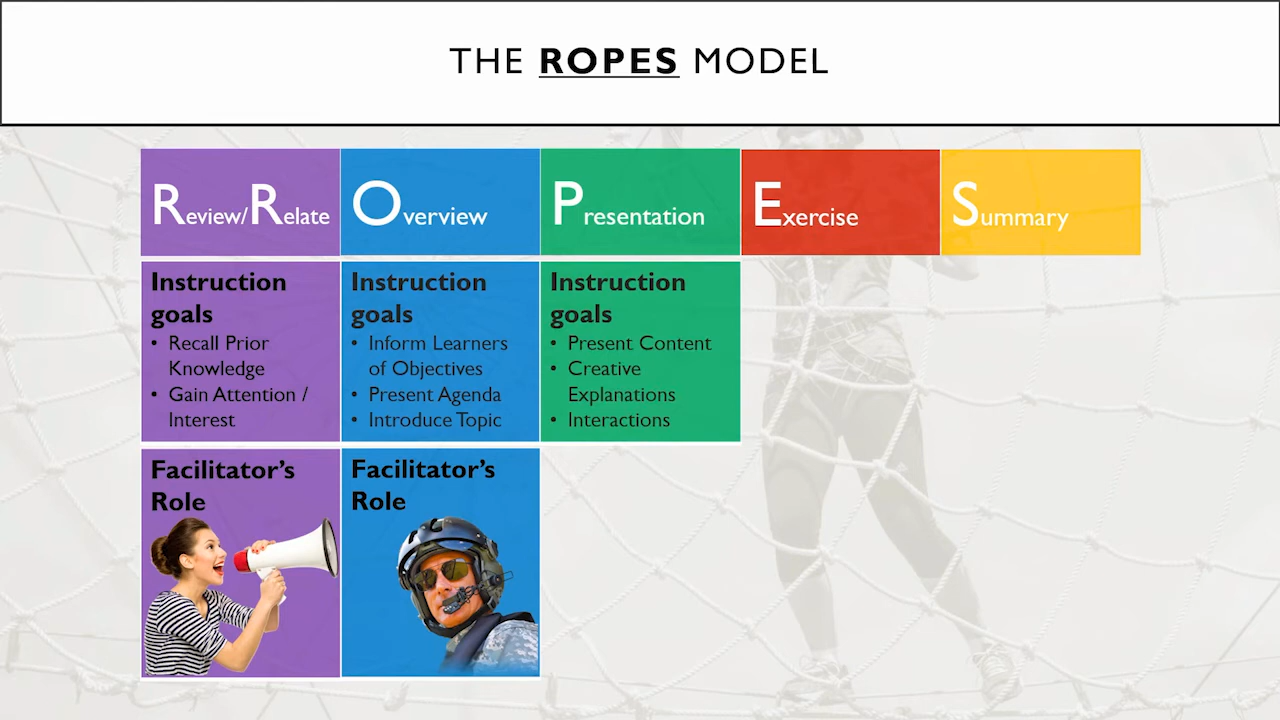 THE ROPES MODEL
Review/Relate
Overview
Presentation
Exercise
Summary
Instruction
goals
• Recall Prior
Knowledge
• Gain Attention /
Interest
Instruction
goals
• Inform Learners
of Objectives
• Present Agenda
• Introduce Topic
Instruction
goals
• Present Content
• Creative
Explanations
• Interactions
Facilitator’s
Role
Facilitator’s
Role